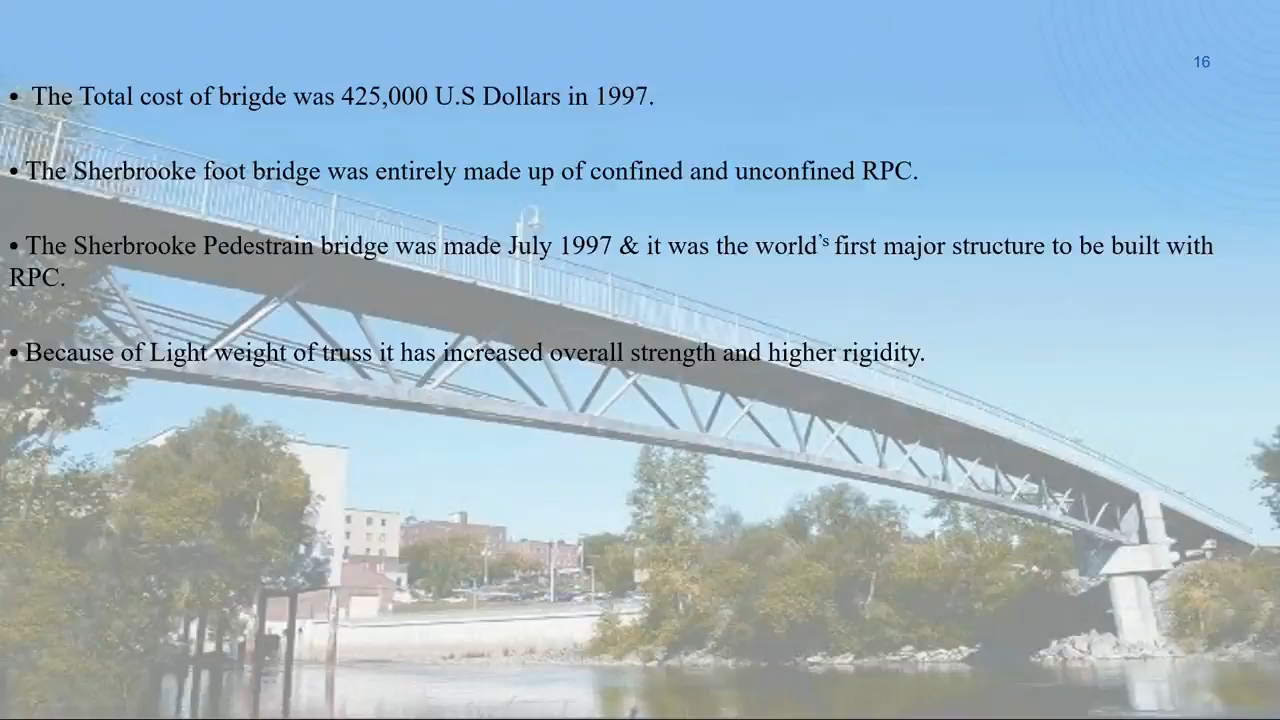 16
• The Total cost of brigde was 425,000 U.S Dollars in 1997.
• The Sherbrooke foot bridge was entirely made up of confined and unconfined RPC.
• The Sherbrooke Pedestrain bridge was made July 1997 & it was the world's first major structure to be built with
RPC.
• Because of Light weight of truss it has increased overall strength and higher rigidity.